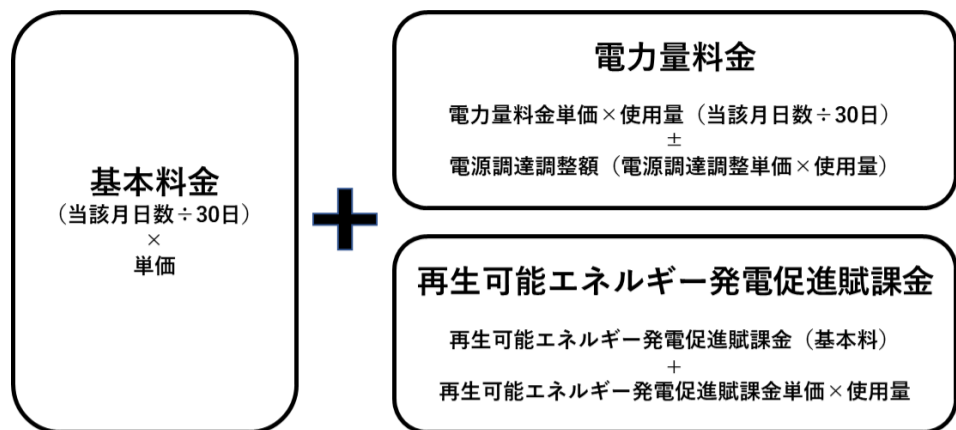 基本料金
（当該月日数÷30日）
×
単価
+
電力量料金
電力量料金単価×使用量（当該月日数÷30日）
±
電源調達調整額（電源調達調整単価×使用量）
再生可能エネルギー発電促進賦課金
再生可能エネルギー発電促進賦課金（基本料）
+
再生可能エネルギー発電促進賦課金単価×使用量